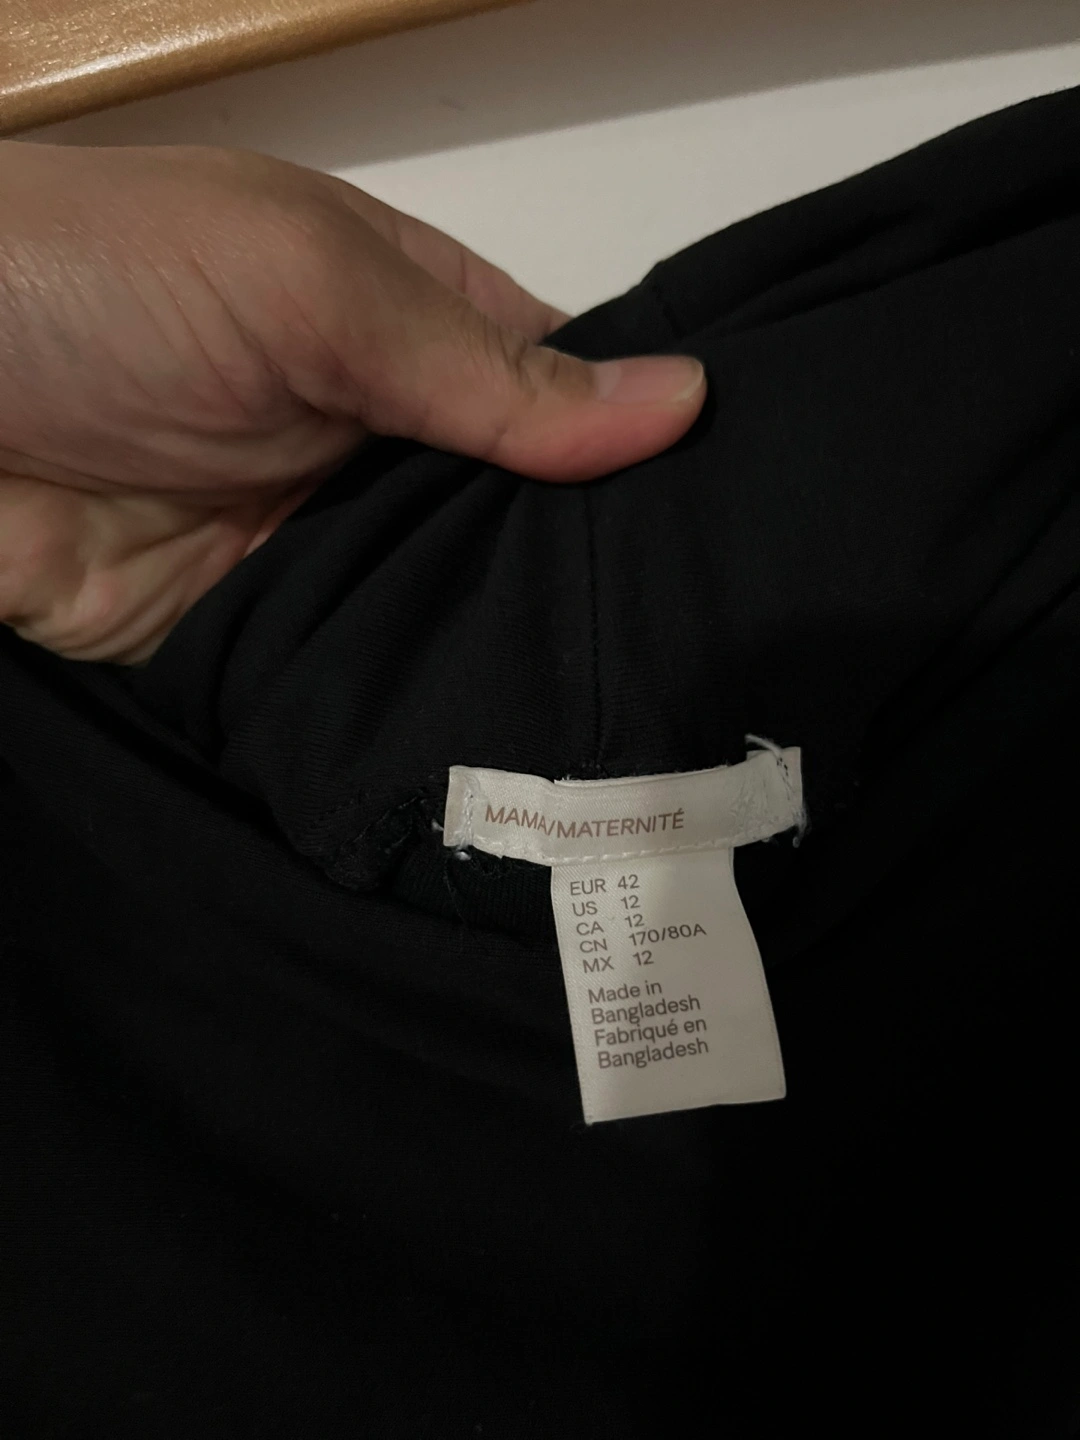 MAMA/MATERNITÉ
EUR 42
US 12
CA 12
CN 170/80A
MX 12
Made in
Bangladesh
Fabriqué en
Bangladesh